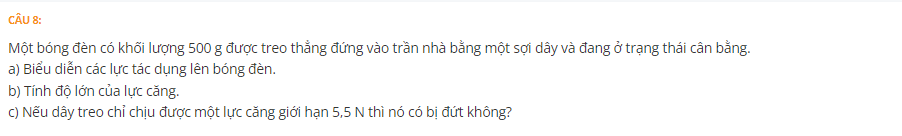 CÂU 8:
Một bóng đèn có khối lượng 500 g được treo thẳng đứng vào trần nhà bằng một sợi dây và đang ở trạng thái cân bằng.
a) Biểu diễn các lực tác dụng lên bóng đèn.
b) Tính độ lớn của lực căng.
c) Nếu dây treo chỉ chịu được một lực căng giới hạn 5,5 N thì nó có bị đứt không?